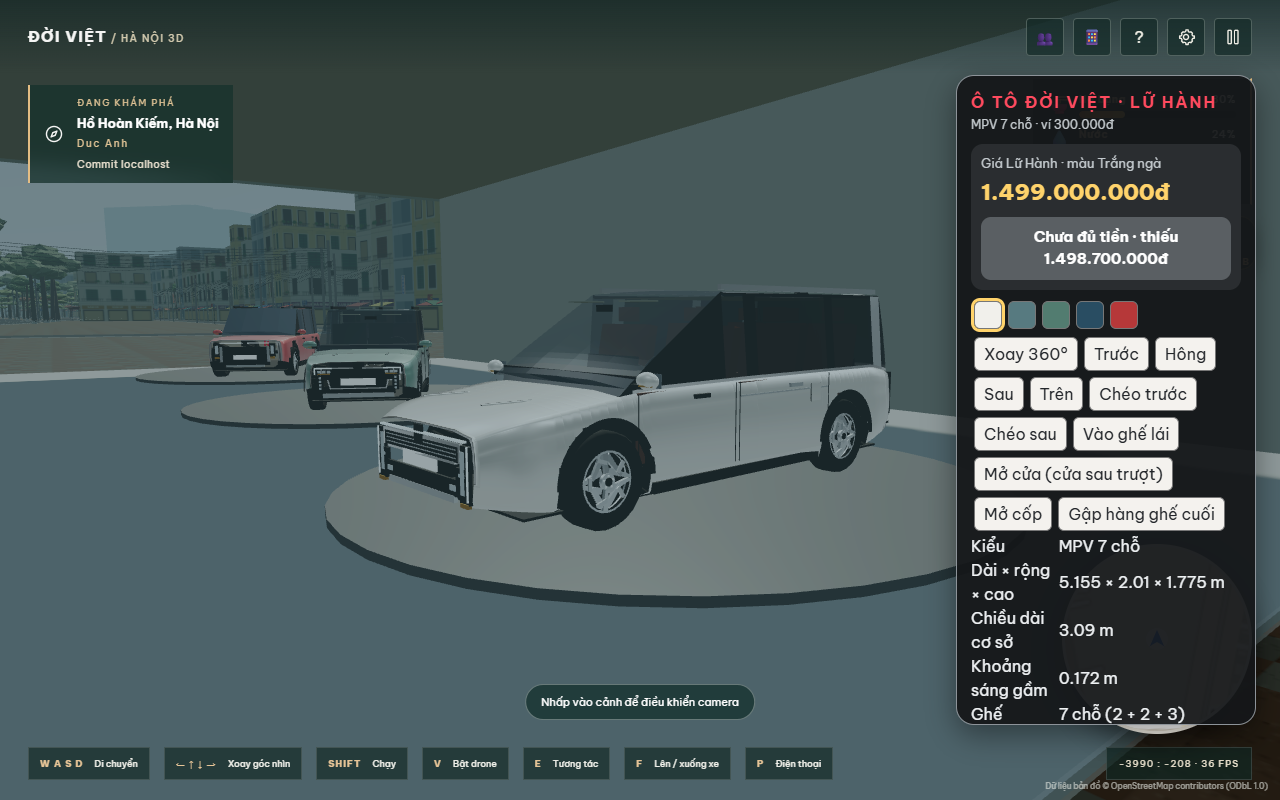 ĐỜI VIỆT / HÀ NỘI 3D
?
ĐANG KHÁM PHÁ
Hồ Hoàn Kiếm, Hà Nội
Duc Anh
Commit localhost
Ô TÔ ĐỜI VIỆT · LỮ HÀNH
MPV 7 chỗ · ví 300.000đ
24%
Giá Lữ Hành · màu Trắng ngà
1.499.000.000đ
Chưa đủ tiền · thiếu
1.498.700.000đ
Xoay 360°
Trước
Hông
Sau
Trên
Chéo trước
Chéo sau
Vào ghế lái
Mở cửa (cửa sau trượt)
Mở cốp
Gập hàng ghế cuối
Kiểu MPV 7 chỗ
Dài × rộng
× cao
5.155 × 2.01 × 1.775 m
Chiều dài
cơ sở
3.09 m
Khoảng
sáng gầm
0.172 m
Ghế 7 chỗ (2 + 2 + 3)
Nhấp vào cảnh để điều khiển camera
W A S D Di chuyển
←↑↓→ Xoay góc nhìn
SHIFT Chạy
V Bật drone
E Tương tác
F Lên / xuống xe
P Điện thoại
-3990 : -208 · 36 FPS
Dữ liệu bản đồ © OpenStreetMap contributors (ODbL 1.0)